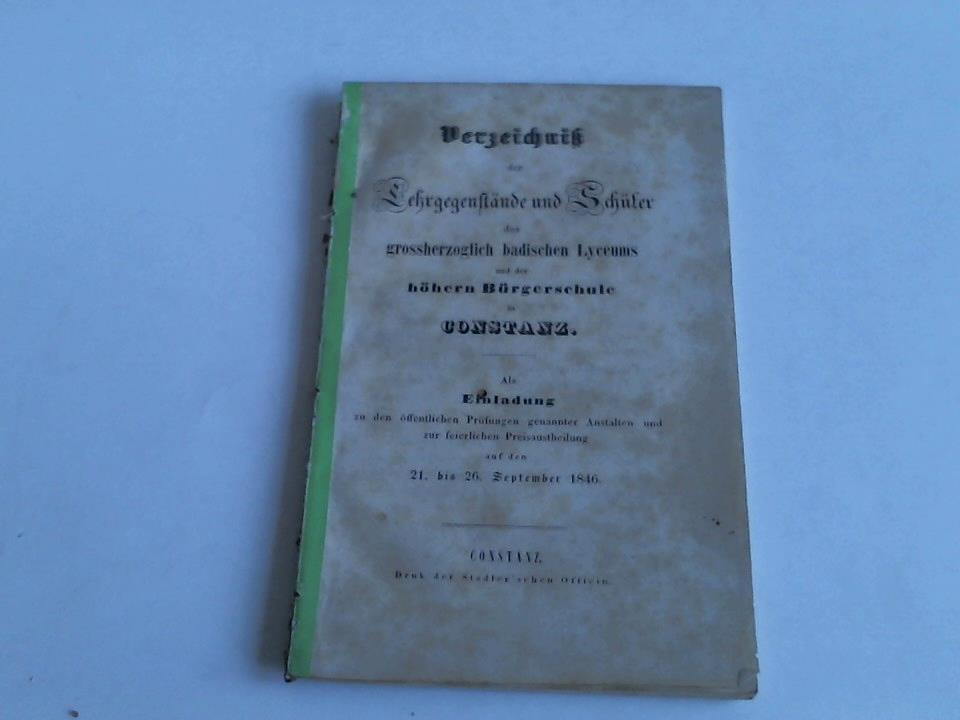 Verzeichniß
der
Lehrgegenstände und Schüler
des
grossherzoglich badischen Lyceums
und der
höhern Bürgerschule
in
CONSTANZ.
Als
Einladung
zu den öffentlichen Prüfungen genannter Anstalten und
zur feierlichen Preisaustheilung
auf den
21. bis 26. September 1846.
CONSTANZ.
Druk der Stadler'schen Officin.